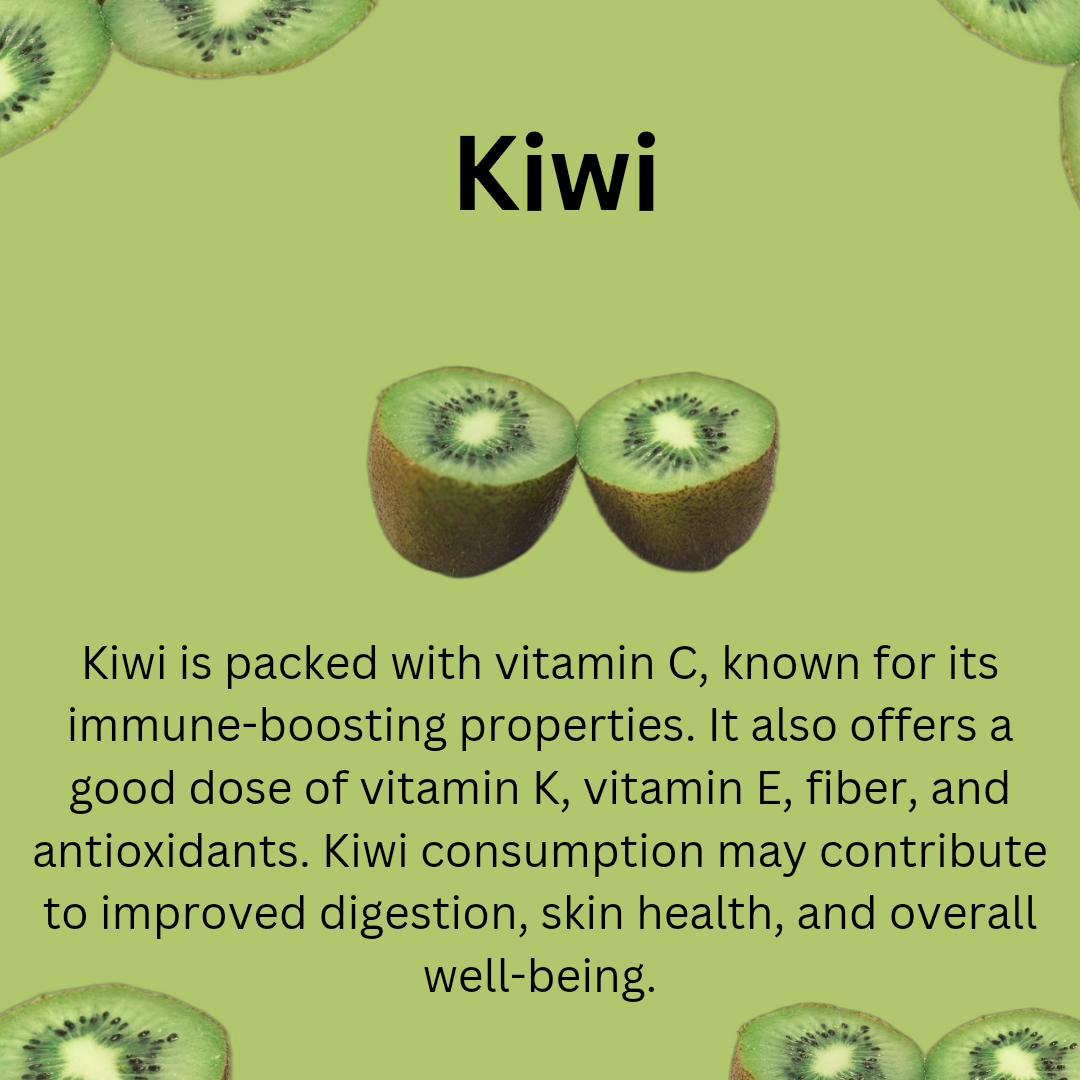 Kiwi
Kiwi is packed with vitamin C, known for its
immune-boosting properties. It also offers a
good dose of vitamin K, vitamin E, fiber, and
antioxidants. Kiwi consumption may contribute
to improved digestion, skin health, and overall
well-being.